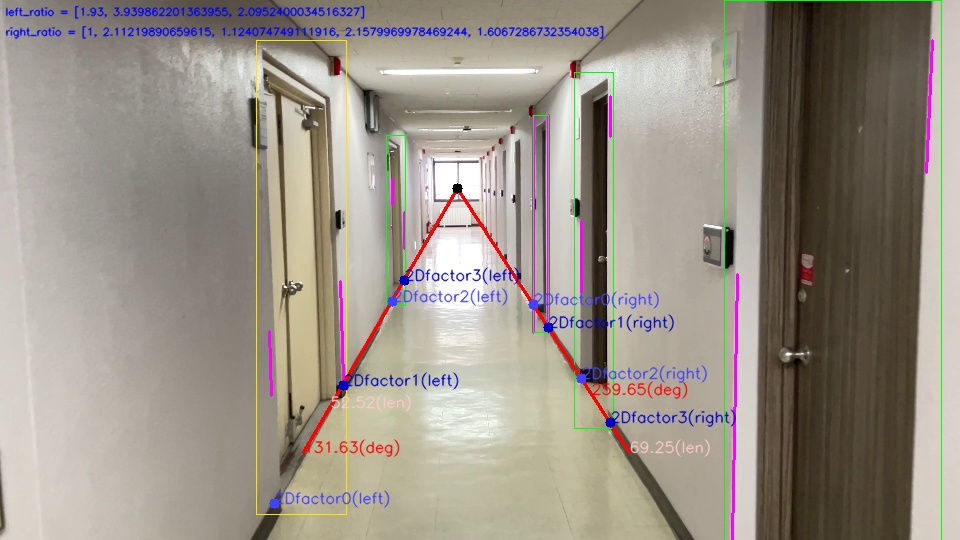 left_ratio = [1.93, 3.939862201363955, 2.0952400034516327]
right_ratio = [1, 2.11219890659615, 1.124074749111916, 2.1579969978469244, 1.6067286732354038]
2Dfactor3(left)
2Dfactor2(left)
2Dfactor0(right)
2Dfactor1(right)
2Dfactor1(left)
2Dfactor2(right)
259.65(deg)
52.52(len)
2Dfactor3(right)
131.63(deg)
69.25(len)
2Dfactor0(left)